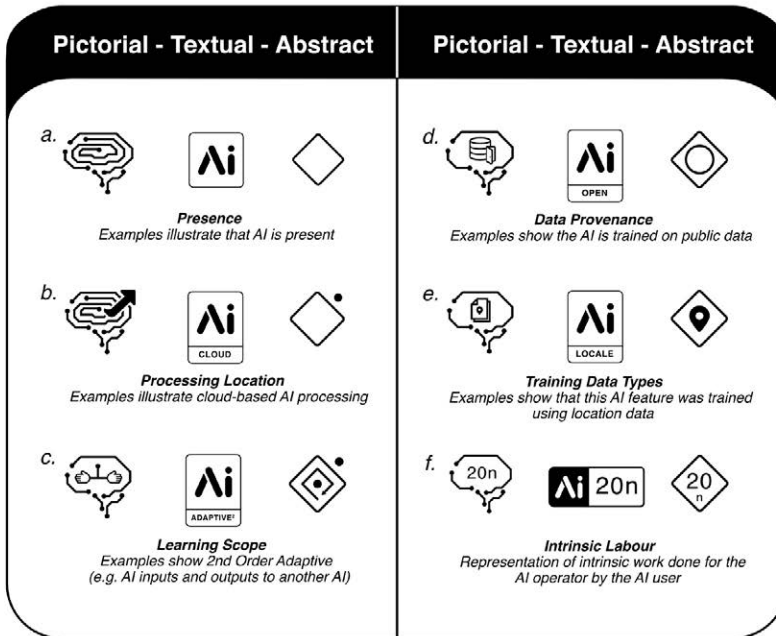 Pictorial - Textual - Abstract
a.
Ai
Presence
Examples illustrate that AI is present
b.
Ai
CLOUD
Processing Location
Examples illustrate cloud-based AI processing
c.
Ai
ADAPTIVE²
Learning Scope
Examples show 2nd Order Adaptive
(e.g. AI inputs and outputs to another AI)
Pictorial - Textual - Abstract
d.
Ai
OPEN
Data Provenance
Examples show the AI is trained on public data
e.
Ai
LOCALE
Training Data Types
Examples show that this AI feature was trained
using location data
f.
20n
Ai 20n
20
n
Intrinsic Labour
Representation of intrinsic work done for the
AI operator by the AI user